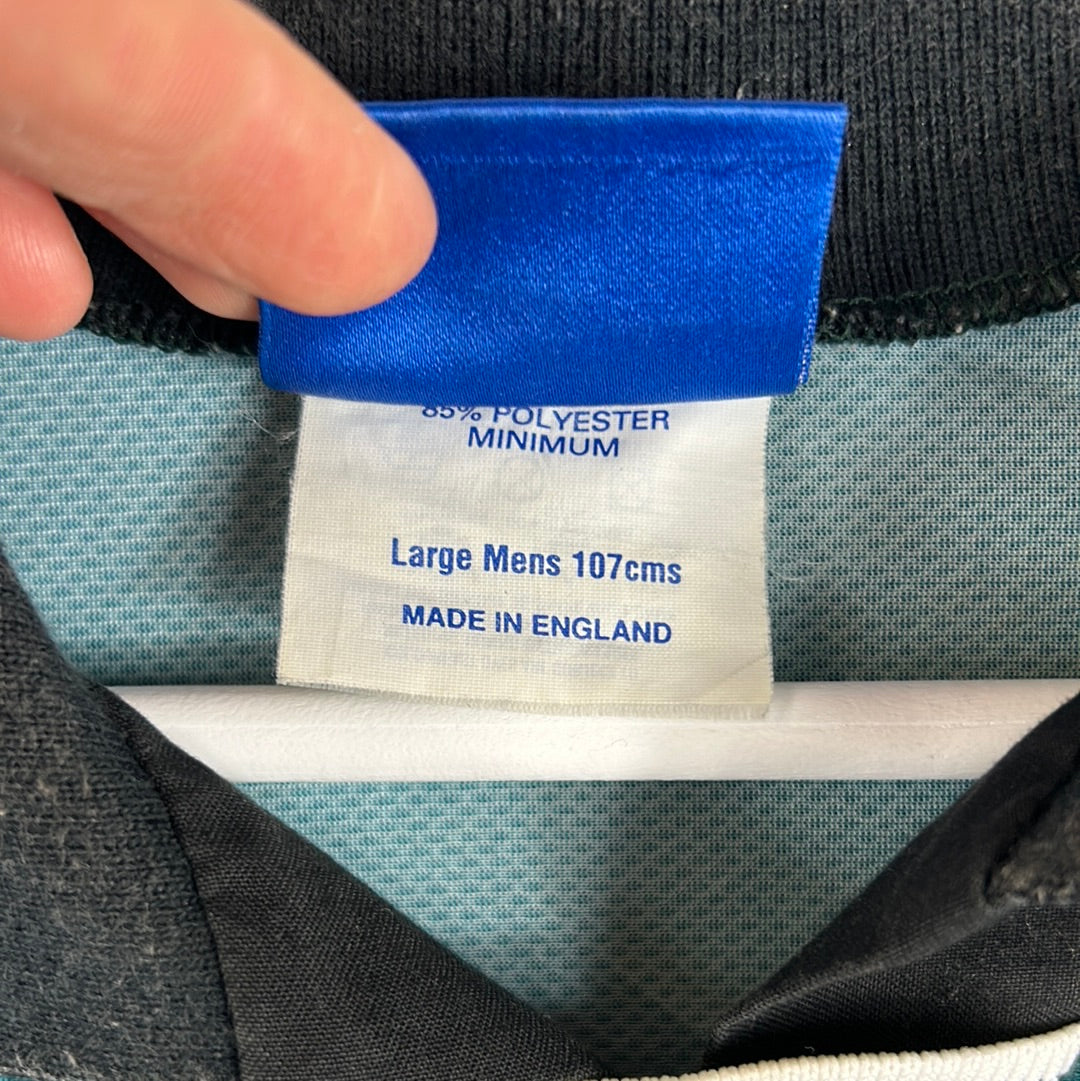 85% POLYESTER
MINIMUM
Large Mens 107cms
MADE IN ENGLAND